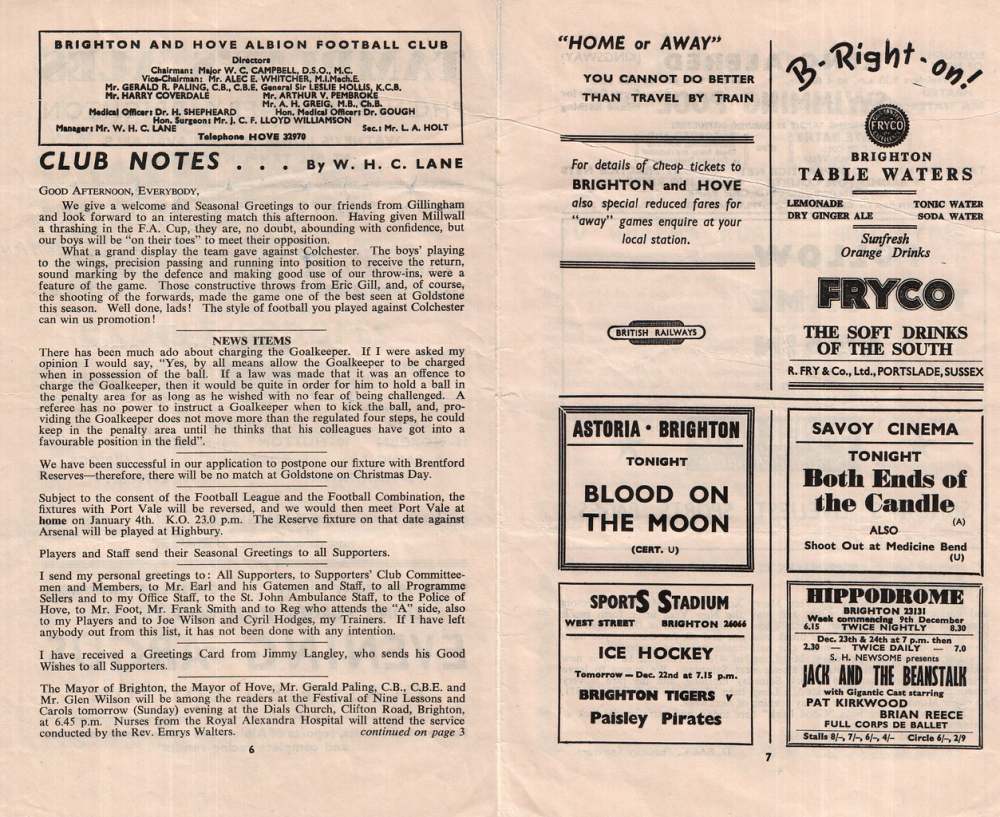 BRIGHTON AND HOVE ALBION FOOTBALL CLUB
Directors
Chairman: Major W. C. CAMPBELL, D.S.O., M.C.
Vice-Chairman: Mr. ALEC E. WHITCHER, M.I.Mech.E.
Mr. GERALD R. PALING, C.B., C.B.E. General Sir LESLIE HOLLIS, K.C.B.
Mr. HARRY COVERDALE Mr. ARTHUR V. PEMBROKE
Mr. A. H. GREIG, M.B., Ch.B.
Medical Officer: Dr. H. SHEPHEARD Hon. Medical Officer: Dr. GOUGH
Hon. Surgeon: Mr. J. C. F. LLOYD WILLIAMSON
Manager: Mr. W. H. C. LANE Sec.: Mr. L. A. HOLT
Telephone HOVE 32970
CLUB NOTES . . . By W. H. C. LANE
GOOD AFTERNOON, EVERYBODY,
We give a welcome and Seasonal Greetings to our friends from Gillingham
and look forward to an interesting match this afternoon. Having given Millwall
a thrashing in the F.A. Cup, they are, no doubt, abounding with confidence, but
our boys will be "on their toes" to meet their opposition.
What a grand display the team gave against Colchester. The boys' playing
to the wings, precision passing and running into position to receive the return,
sound marking by the defence and making good use of our throw-ins, were a
feature of the game. Those constructive throws from Eric Gill, and, of course,
the shooting of the forwards, made the game one of the best seen at Goldstone
this season. Well done, lads! The style of football you played against Colchester
can win us promotion!
NEWS ITEMS
There has been much ado about charging the Goalkeeper. If I were asked my
opinion I would say, "Yes, by all means allow the Goalkeeper to be charged
when in possession of the ball. If a law was made that it was an offence to
charge the Goalkeeper, then it would be quite in order for him to hold a ball in
the penalty area for as long as he wished with no fear of being challenged. A
referee has no power to instruct a Goalkeeper when to kick the ball, and, pro-
viding the Goalkeeper does not move more than the regulated four steps, he could
keep in the penalty area until he thinks that his colleagues have got into a
favourable position in the field".
We have been successful in our application to postpone our fixture with Brentford
Reserves—therefore, there will be no match at Goldstone on Christmas Day.
Subject to the consent of the Football League and the Football Combination, the
fixtures with Port Vale will be reversed, and we would then meet Port Vale at
home on January 4th. K.O. 23.0 p.m. The Reserve fixture on that date against
Arsenal will be played at Highbury.
Players and Staff send their Seasonal Greetings to all Supporters.
I send my personal greetings to: All Supporters, to Supporters' Club Committee-
men and Members, to Mr. Earl and his Gatemen and Staff, to all Programme
Sellers and to my Office Staff, to the St. John Ambulance Staff, to the Police of
Hove, to Mr. Foot, Mr. Frank Smith and to Reg who attends the "A" side, also
to my Players and to Joe Wilson and Cyril Hodges, my Trainers. If I have left
anybody out from this list, it has not been done with any intention.
I have received a Greetings Card from Jimmy Langley, who sends his Good
Wishes to all Supporters.
The Mayor of Brighton, the Mayor of Hove, Mr. Gerald Paling, C.B., C.B.E. and
Mr. Glen Wilson will be among the readers at the Festival of Nine Lessons and
Carols tomorrow (Sunday) evening at the Dials Church, Clifton Road, Brighton,
at 6.45 p.m. Nurses from the Royal Alexandra Hospital will attend the service
conducted by the Rev. Emrys Walters. continued on page 3
6
"HOME or AWAY"
YOU CANNOT DO BETTER
THAN TRAVEL BY TRAIN
For details of cheap tickets to
BRIGHTON and HOVE
also special reduced fares for
"away" games enquire at your
local station.
BRITISH RAILWAYS
B-Right-on!
FRYCO
BRIGHTON
TABLE WATERS
LEMONADE TONIC WATER
DRY GINGER ALE SODA WATER
Sunfresh
Orange Drinks
FRYCO
THE SOFT DRINKS
OF THE SOUTH
R. FRY & Co., Ltd., PORTSLADE, SUSSEX
ASTORIA · BRIGHTON
TONIGHT
BLOOD ON
THE MOON
(CERT. U)
SAVOY CINEMA
TONIGHT
Both Ends of
the Candle
(A)
ALSO
Shoot Out at Medicine Bend
(U)
SPORTS STADIUM
WEST STREET BRIGHTON 26066
ICE HOCKEY
Tomorrow — Dec. 22nd at 7.15 p.m.
BRIGHTON TIGERS v
Paisley Pirates
HIPPODROME
BRIGHTON 23131
Week commencing 9th December
6.15 TWICE NIGHTLY 8.30
Dec. 23th & 24th at 7 p.m. then
2.30 — TWICE DAILY — 7.0
S. H. NEWSOME presents
JACK AND THE BEANSTALK
with Gigantic Cast starring
PAT KIRKWOOD
BRIAN REECE
FULL CORPS DE BALLET
Stalls 8/-, 7/-, 6/-, 4/- Circle 6/-, 2/9
7